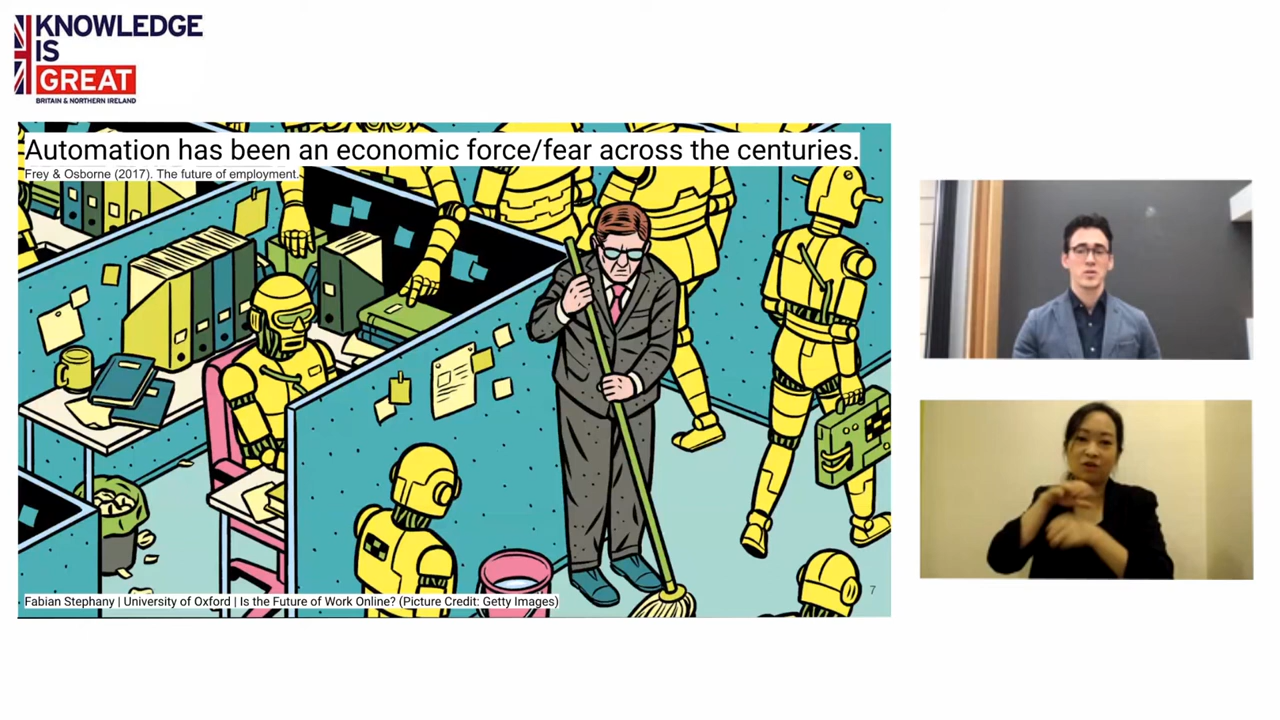 KNOWLEDGE
IS
GREAT
BRITAIN & NORTHERN IRELAND
Automation has been an economic force/fear across the centuries.
Frey & Osborne (2017). The future of employment.
Fabian Stephany | University of Oxford | Is the Future of Work Online? (Picture Credit: Getty Images)
7